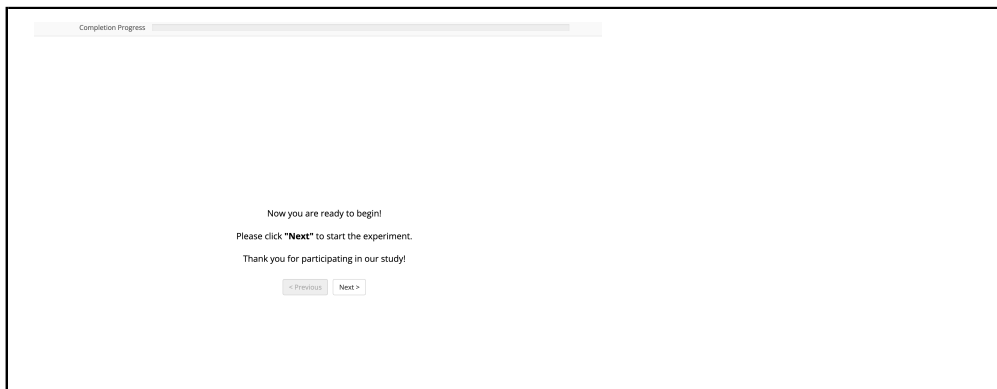 Completion Progress
Now you are ready to begin!
Please click "Next" to start the experiment.
Thank you for participating in our study!
< Previous Next >